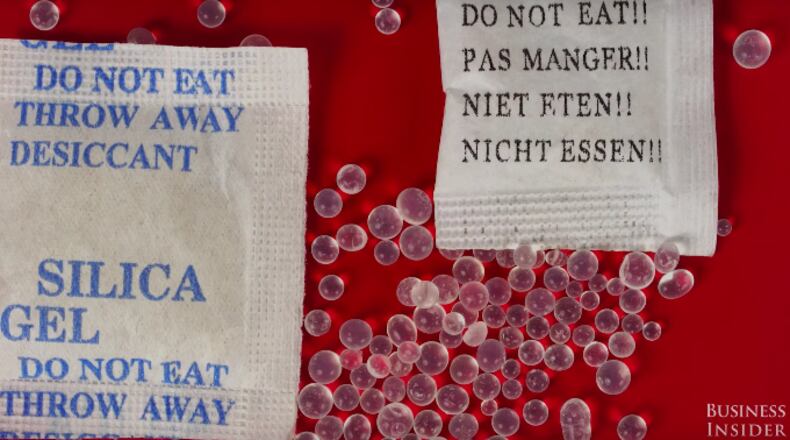 GEL
DO NOT EAT
THROW AWAY
DESICCANT
SILICA
GEL
DO NOT EAT
THROW AWAY
DO NOT EAT!!
PAS MANGER!!
NIET ETEN!!
NICHT ESSEN!!
BUSINESS
INSIDER